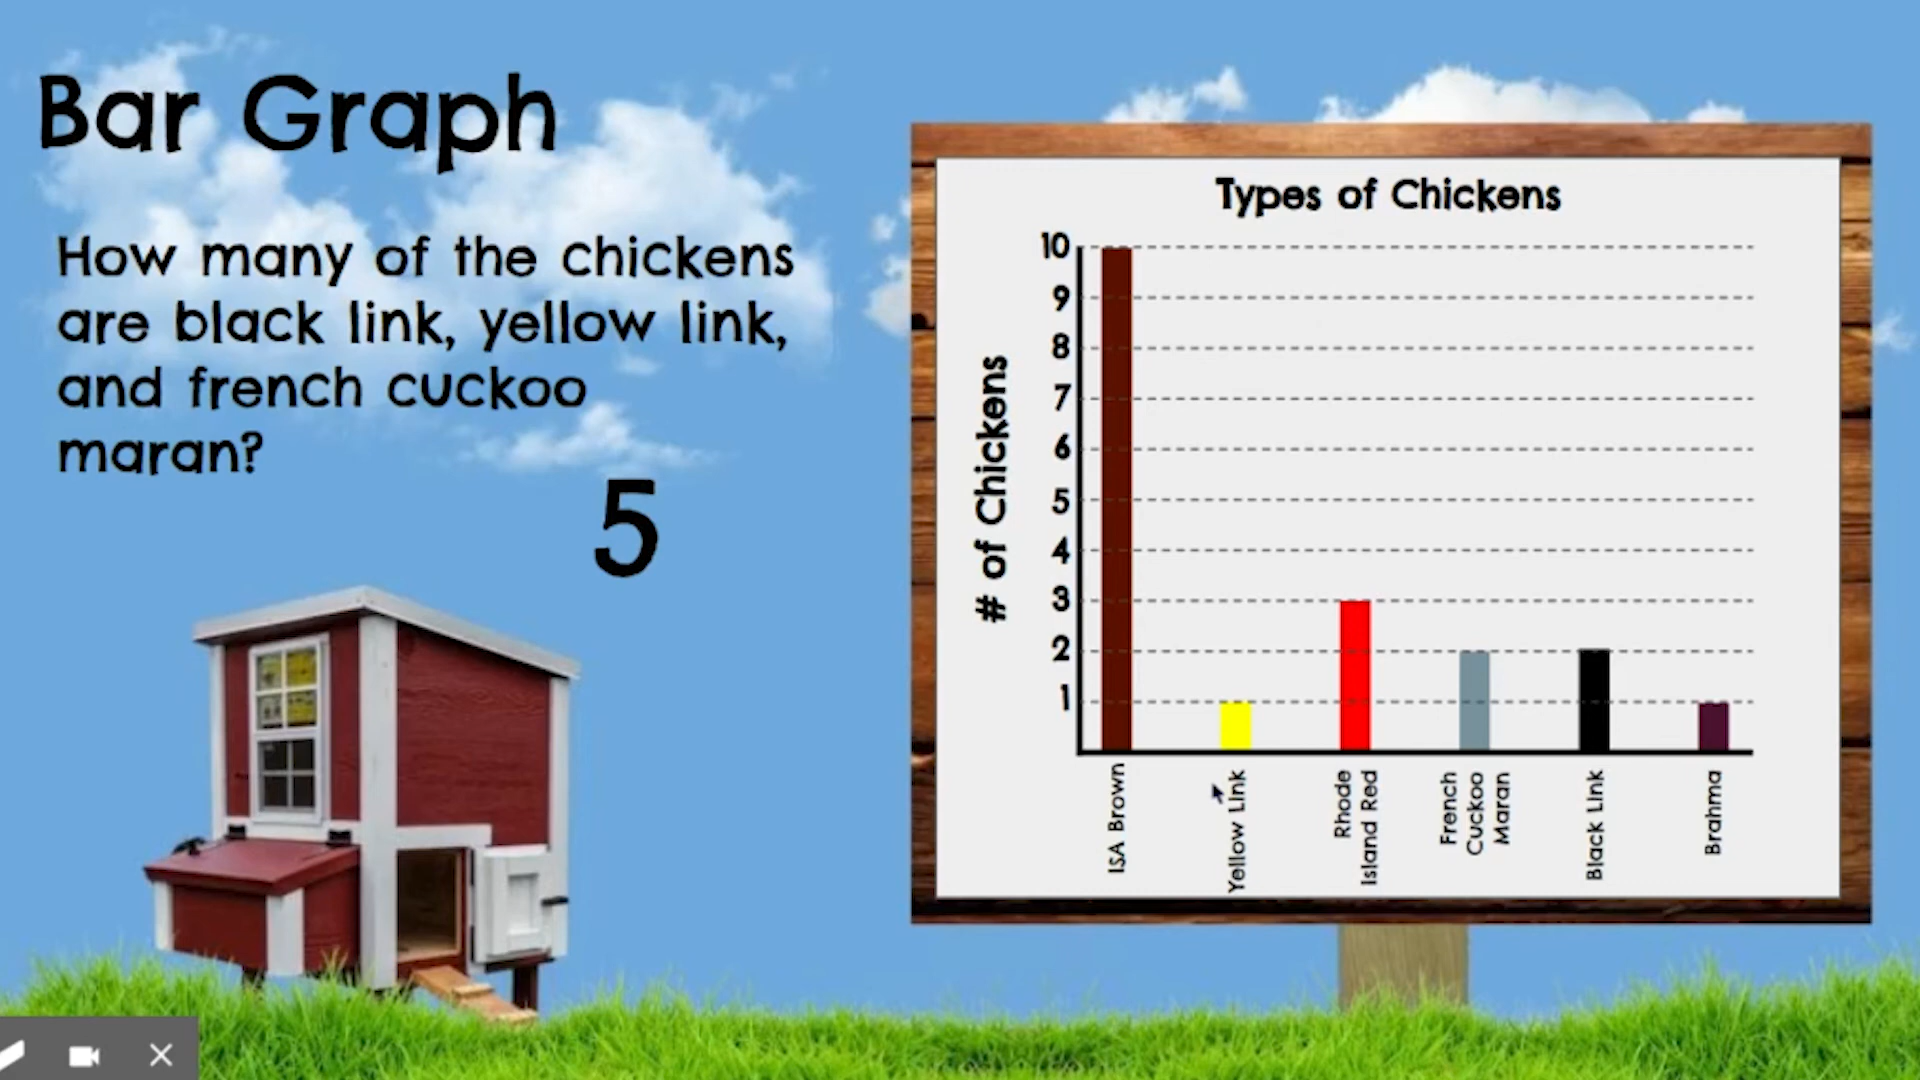 Bar Graph
How many of the chickens
are black link, yellow link,
and french cuckoo
maran?
5
Types of Chickens
# of Chickens
10
9
8
7
6
5
4
3
2
1
ISA Brown
Yellow Link
Rhode
Island Red
French
Cuckoo
Maran
Black Link
Brahma